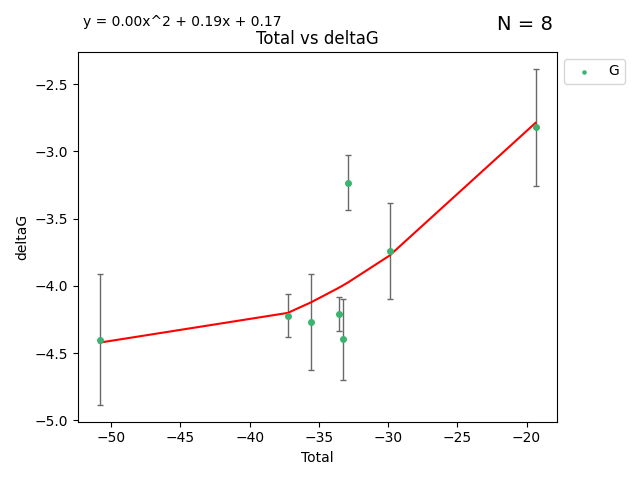 y = 0.00x^2 + 0.19x + 0.17
N = 8
Total vs deltaG
G
−2.5
−3.0
−3.5
−4.0
−4.5
−5.0
deltaG
−50 −45 −40 −35 −30 −25 −20
Total